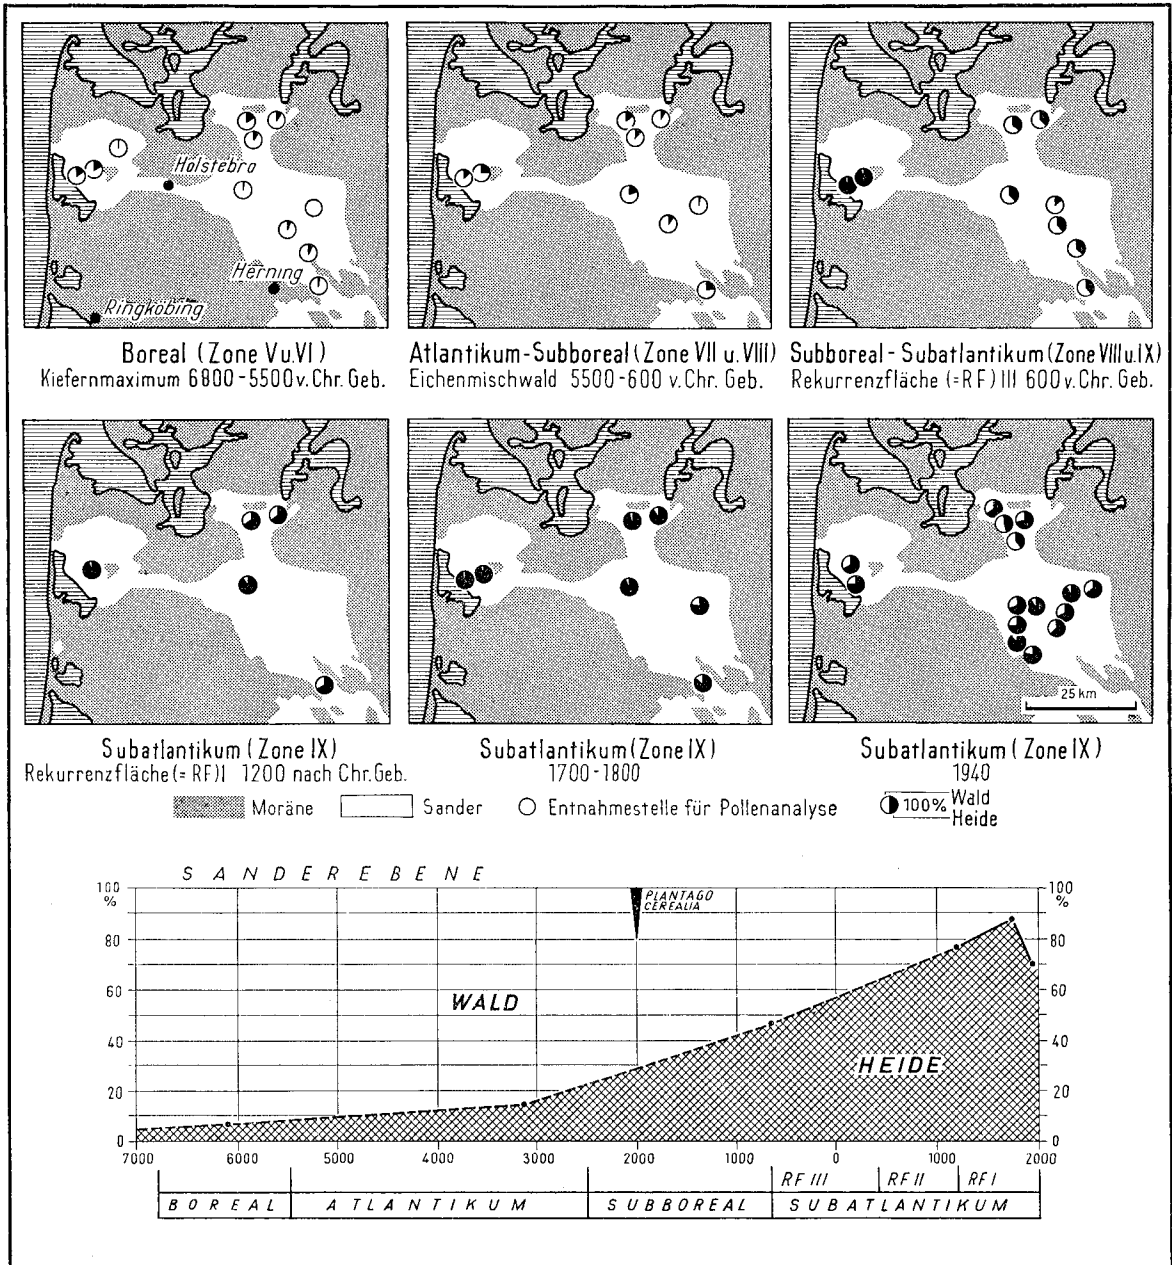 Holstebro
Herning
Ringköbing
Boreal (Zone V u. VI)
Kiefernmaximum 6800-5500 v. Chr. Geb.
Atlantikum-Subboreal (Zone VII u. VIII)
Eichenmischwald 5500-600 v. Chr. Geb.
Subboreal-Subatlantikum (Zone VIII u. IX)
Rekurrenzfläche (=RF) III 600 v. Chr. Geb.
25 km
Subatlantikum (Zone IX)
Rekurrenzfläche (= RF) I 1200 nach Chr. Geb.
Subatlantikum (Zone IX)
1700-1800
Subatlantikum (Zone IX)
1940
Moräne
Sander
Entnahmestelle für Pollenanalyse
100% Wald
Heide
SANDEREBENE
100
%
80
60
40
20
0
PLANTAGO
CEREALIA
WALD
HEIDE
100
%
80
60
40
20
0
7000 6000 5000 4000 3000 2000 1000 0 1000 2000
RF III RF II RF I
BOREAL ATLANTIKUM SUBBOREAL SUBATLANTIKUM